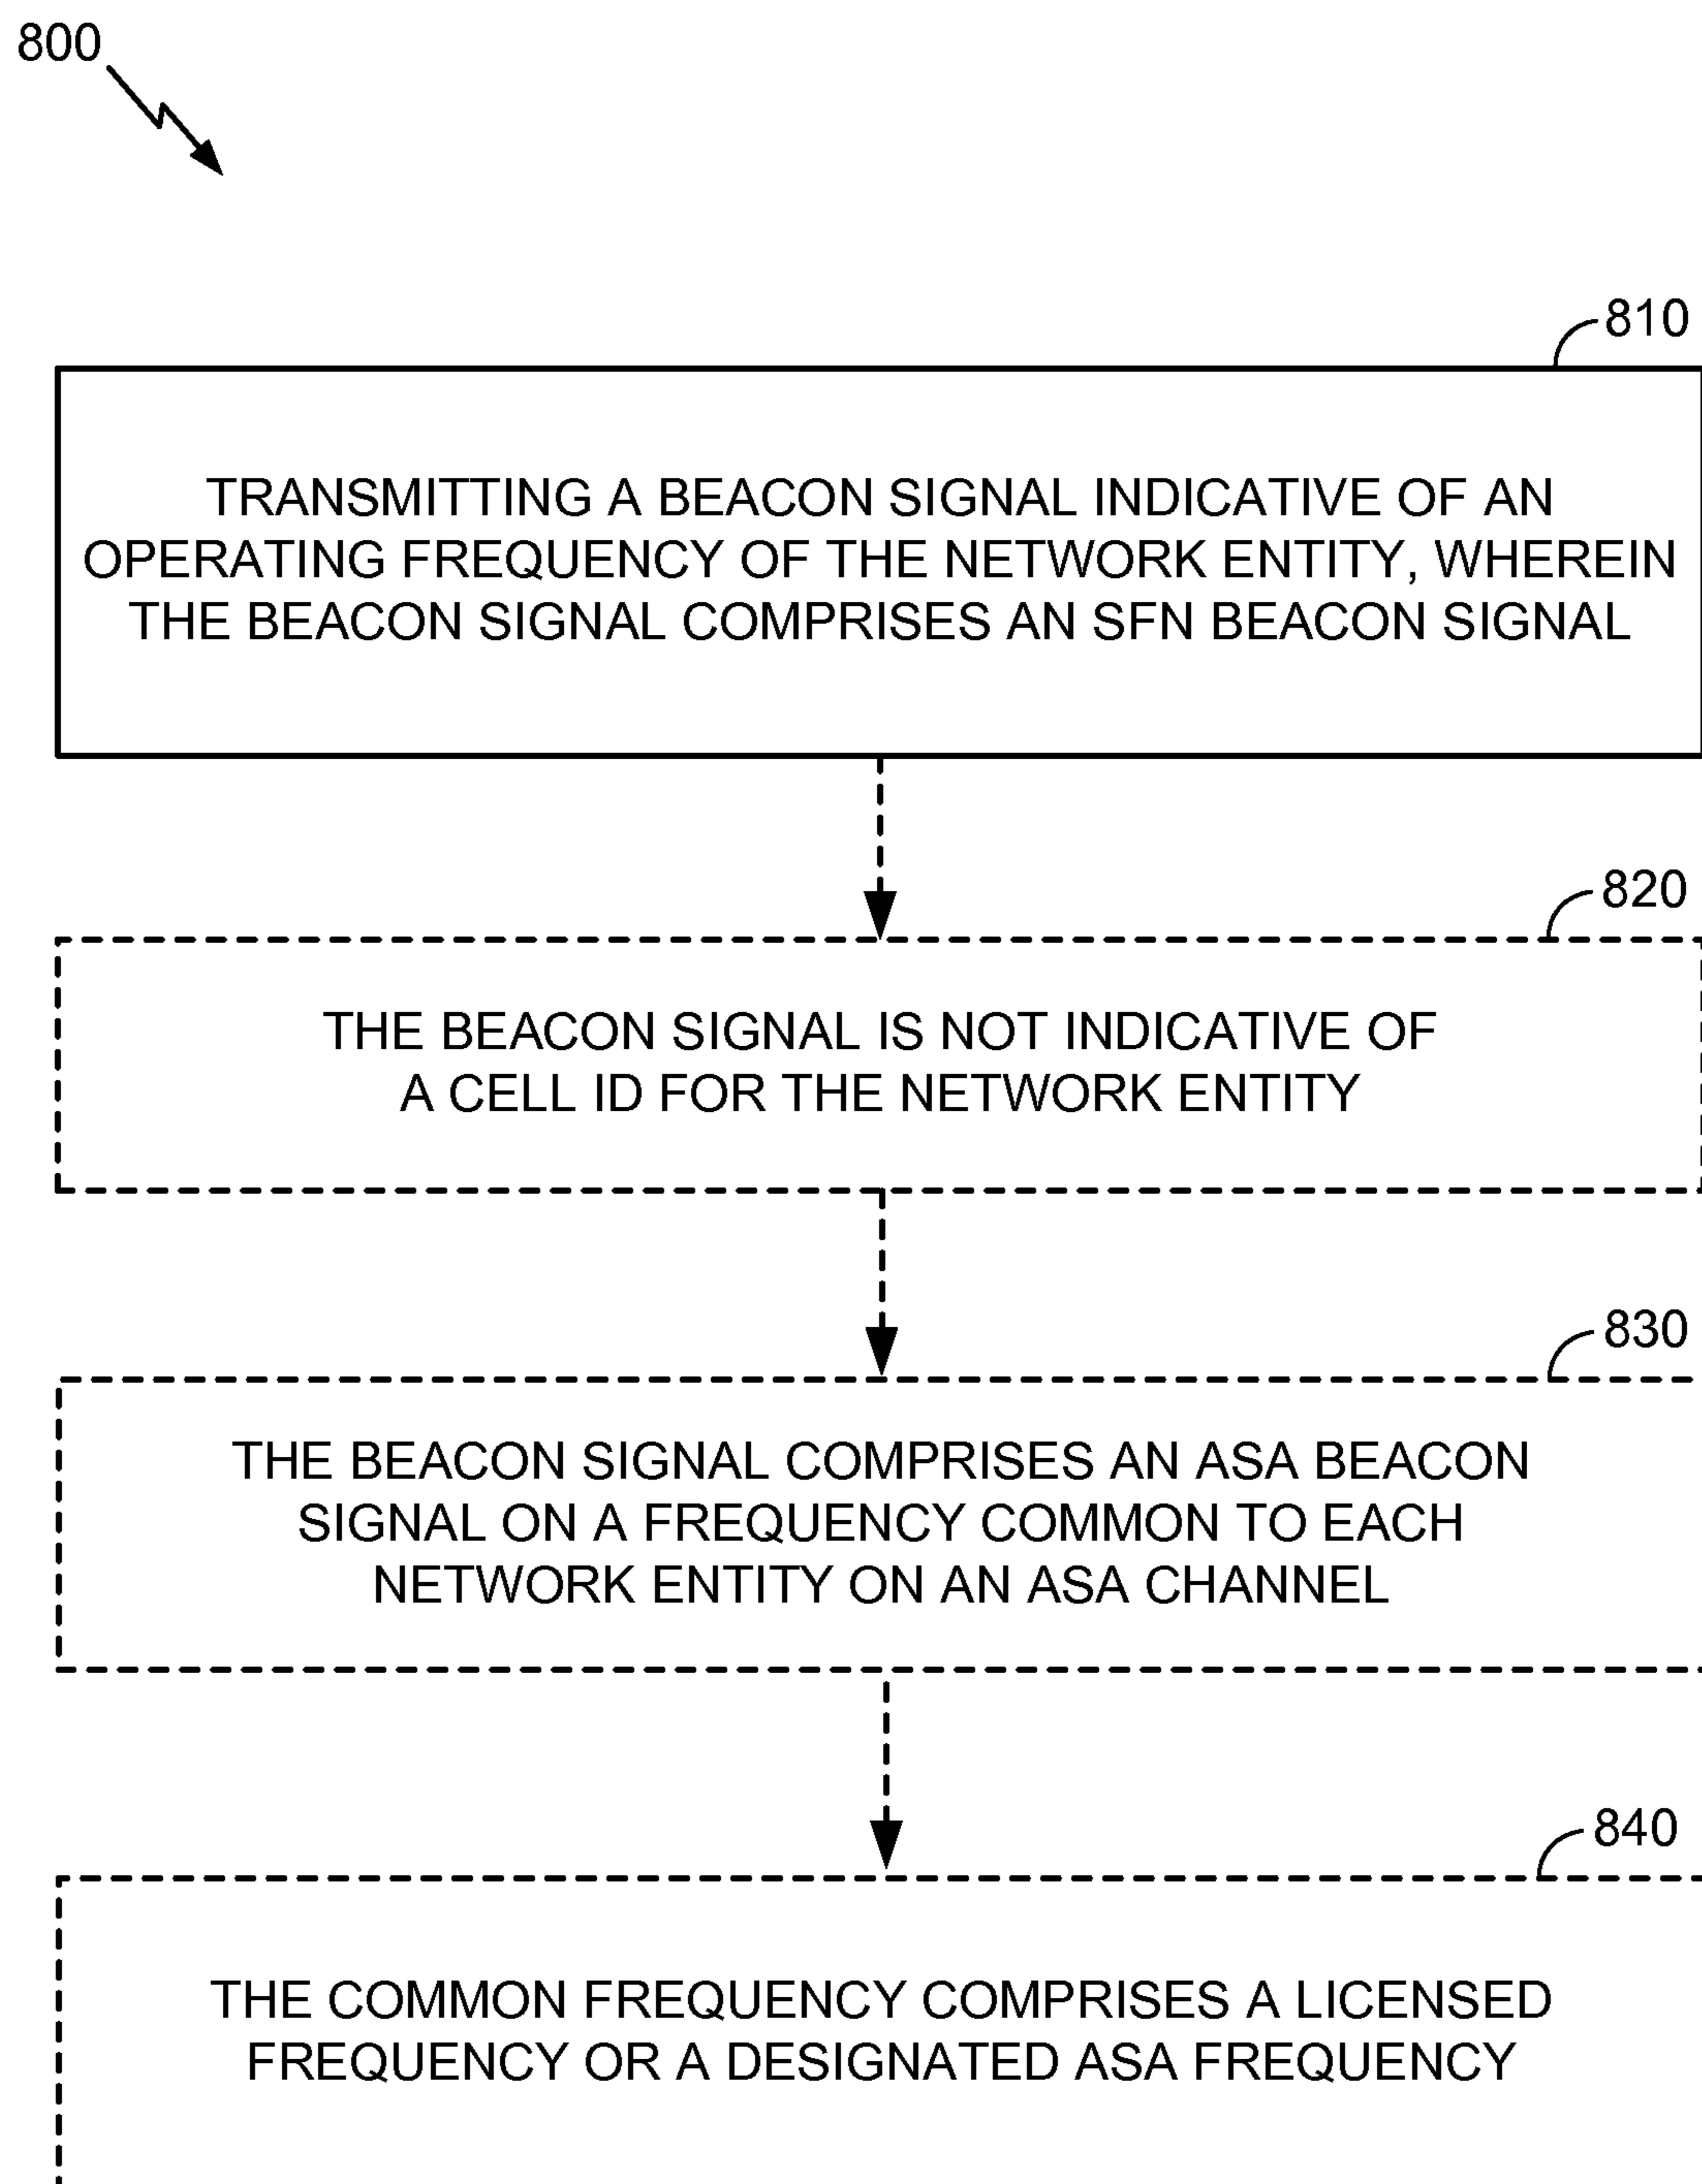 800
810
TRANSMITTING A BEACON SIGNAL INDICATIVE OF AN
OPERATING FREQUENCY OF THE NETWORK ENTITY, WHEREIN
THE BEACON SIGNAL COMPRISES AN SFN BEACON SIGNAL
820
THE BEACON SIGNAL IS NOT INDICATIVE OF
A CELL ID FOR THE NETWORK ENTITY
830
THE BEACON SIGNAL COMPRISES AN ASA BEACON
SIGNAL ON A FREQUENCY COMMON TO EACH
NETWORK ENTITY ON AN ASA CHANNEL
840
THE COMMON FREQUENCY COMPRISES A LICENSED
FREQUENCY OR A DESIGNATED ASA FREQUENCY